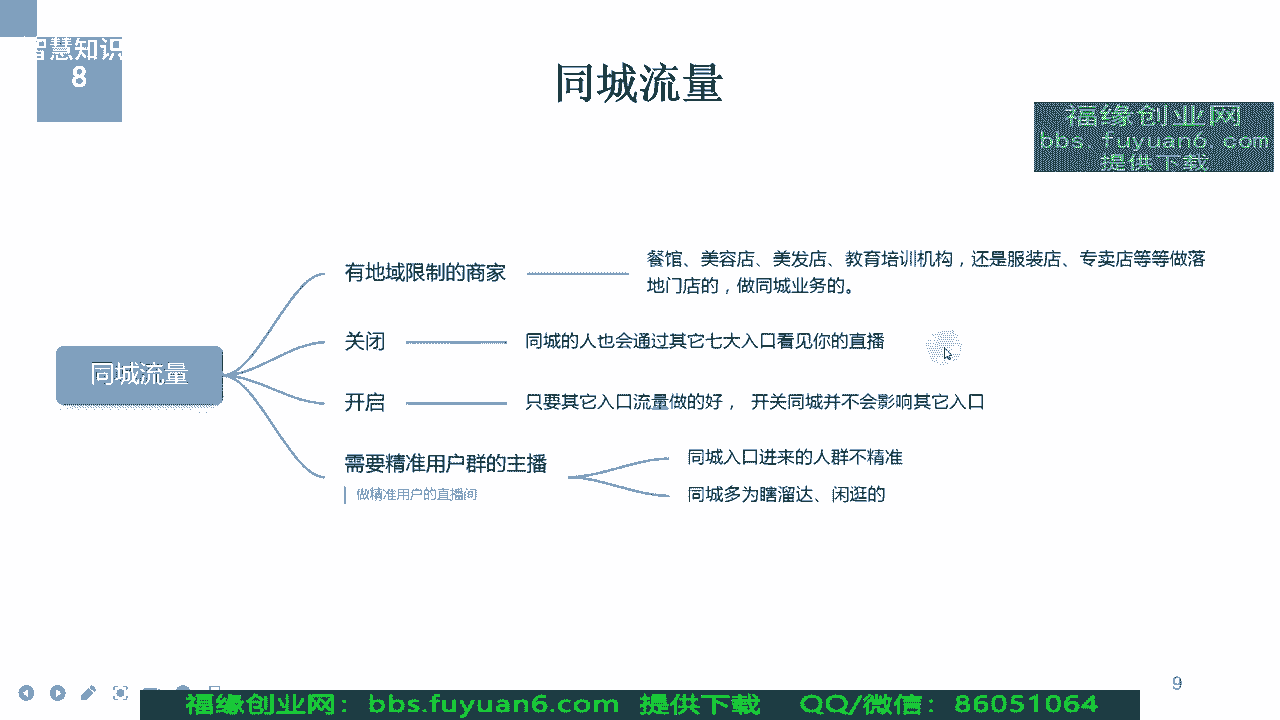 智慧知识
8
同城流量
福缘创业网
bbs.fuyuan6.com
提供下载
有地域限制的商家
餐馆、美容店、美发店、教育培训机构，还是服装店、专卖店等等做落
地门店的，做同城业务的。
关闭
同城的人也会通过其它七大入口看见你的直播
同城流量
开启
只要其它入口流量做的好， 开关同城并不会影响其它入口
需要精准用户群的主播
做精准用户的直播间
同城入口进来的人群不精准
同城多为瞎溜达、闲逛的
9
福缘创业网：bbs.fuyuan6.com 提供下载 QQ/微信：86051064